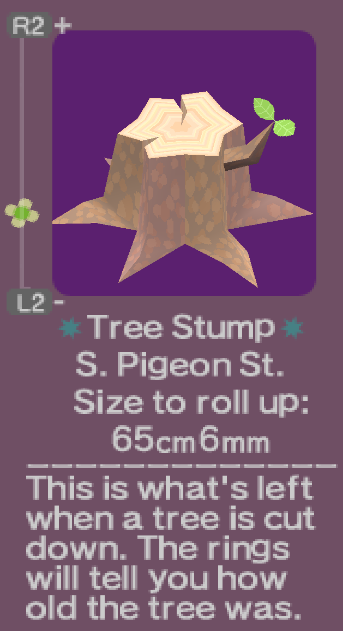 R2 +
L2 -
Tree Stump
S. Pigeon St.
Size to roll up:
65cm6mm
This is what's left
when a tree is cut
down. The rings
will tell you how
old the tree was.